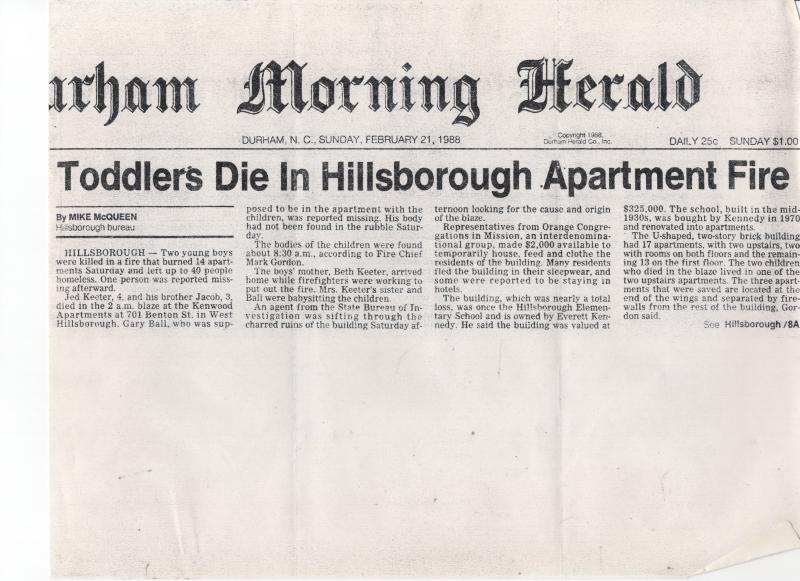 urham Morning Herald
DURHAM, N. C., SUNDAY, FEBRUARY 21, 1988
Copyright 1988,
Durham Herald Co., Inc.
DAILY 25c SUNDAY $1.00
Toddlers Die In Hillsborough Apartment Fire
By MIKE McQUEEN
Hillsborough bureau
HILLSBOROUGH — Two young boys
were killed in a fire that burned 14 apart-
ments Saturday and left up to 40 people
homeless. One person was reported miss-
ing afterward.
Jed Keeter, 4, and his brother Jacob, 3,
died in the 2 a.m. blaze at the Kenwood
Apartments at 701 Benton St. in West
Hillsborough. Gary Ball, who was sup-
posed to be in the apartment with the
children, was reported missing. His body
had not been found in the rubble Satur-
day.
The bodies of the children were found
about 8:30 a.m., according to Fire Chief
Mark Gordon.
The boys' mother, Beth Keeter, arrived
home while firefighters were working to
put out the fire. Mrs. Keeter's sister and
Ball were babysitting the children.
An agent from the State Bureau of In-
vestigation was sifting through the
charred ruins of the building Saturday af-
ternoon looking for the cause and origin
of the blaze.
Representatives from Orange Congre-
gations in Mission, an interdenomina-
tional group, made $2,000 available to
temporarily house, feed and clothe the
residents of the building. Many residents
fled the building in their sleepwear, and
some were reported to be staying in
hotels.
The building, which was nearly a total
loss, was once the Hillsborough Elemen-
tary School and is owned by Everett Ken-
nedy. He said the building was valued at
$325,000. The school, built in the mid-
1930s, was bought by Kennedy in 1970
and renovated into apartments.
The U-shaped, two-story brick building
had 17 apartments, with two upstairs, two
with rooms on both floors and the remain-
ing 13 on the first floor. The two children
who died in the blaze lived in one of the
two upstairs apartments. The three apart-
ments that were saved are located at the
end of the wings and separated by fire-
walls from the rest of the building, Gor-
don said.
See Hillsborough /8A